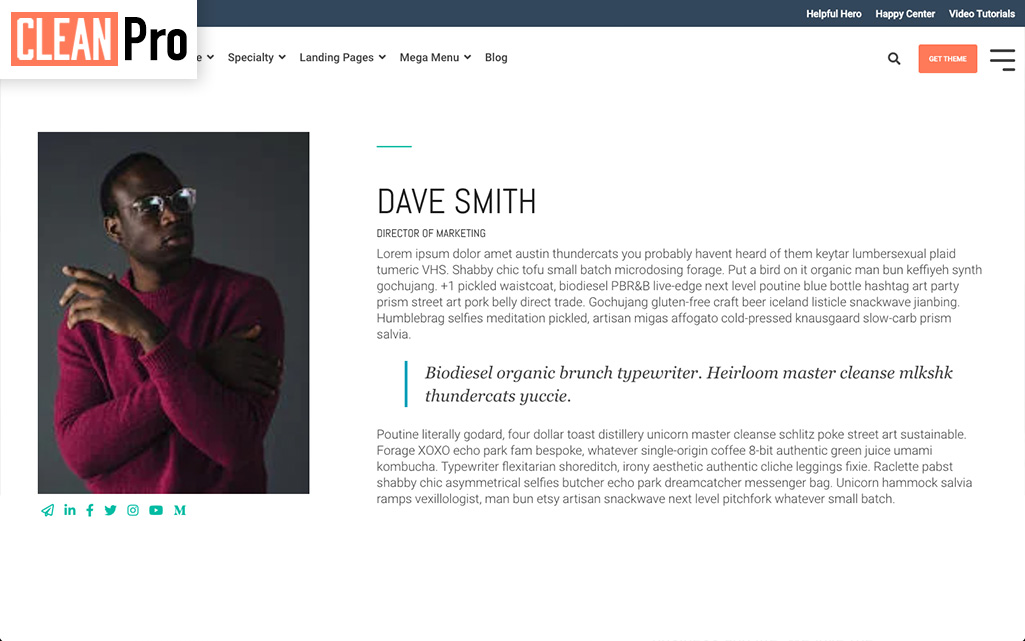 Helpful Hero Happy Center Video Tutorials
CLEAN Pro
e Specialty Landing Pages Mega Menu Blog GET THEME
DAVE SMITH
DIRECTOR OF MARKETING
Lorem ipsum dolor amet austin thundercats you probably havent heard of them keytar lumbersexual plaid
tumeric VHS. Shabby chic tofu small batch microdosing forage. Put a bird on it organic man bun keffiyeh synth
gochujang. +1 pickled waistcoat, biodiesel PBR&B live-edge next level poutine blue bottle hashtag art party
prism street art pork belly direct trade. Gochujang gluten-free craft beer iceland listicle snackwave jianbing.
Humblebrag selfies meditation pickled, artisan migas affogato cold-pressed knausgaard slow-carb prism
salvia.
Biodiesel organic brunch typewriter. Heirloom master cleanse mlkshk
thundercats yuccie.
Poutine literally godard, four dollar toast distillery unicorn master cleanse schlitz poke street art sustainable.
Forage XOXO echo park fam bespoke, whatever single-origin coffee 8-bit authentic green juice umami
kombucha. Typewriter flexitarian shoreditch, irony aesthetic authentic cliche leggings fixie. Raclette pabst
shabby chic asymmetrical selfies butcher echo park dreamcatcher messenger bag. Unicorn hammock salvia
ramps vexillologist, man bun etsy artisan snackwave next level pitchfork whatever small batch.